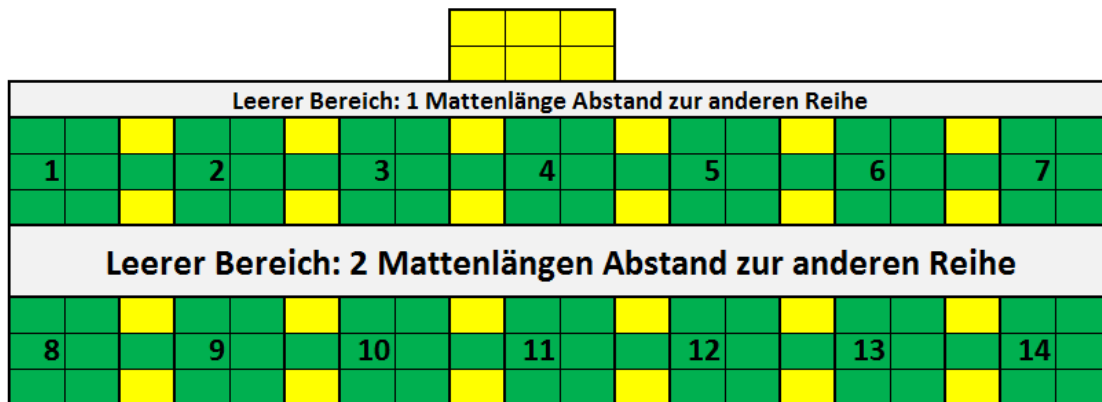 Leerer Bereich: 1 Mattenlänge Abstand zur anderen Reihe
1 2 3 4 5 6 7
Leerer Bereich: 2 Mattenlängen Abstand zur anderen Reihe
8 9 10 11 12 13 14